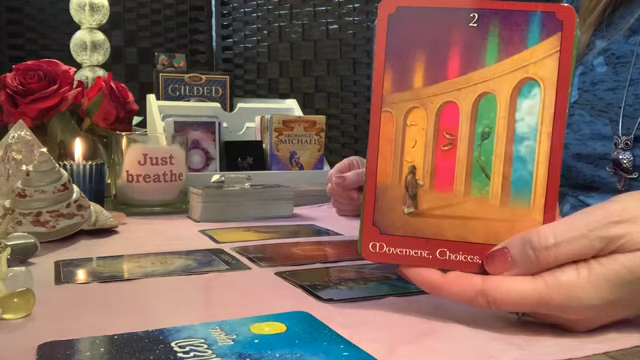 2
GILDED
Just
breathe
ARCHANGEL
MICHAEL
Movement, Choices,